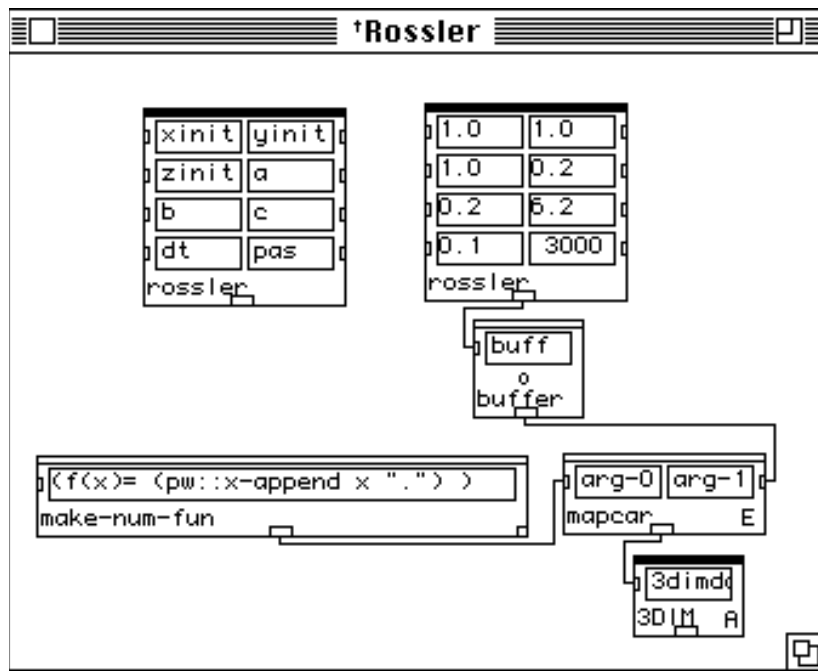 †Rossler
xinit yinit
zinit a
b c
dt pas
rossler
1.0 1.0
1.0 0.2
0.2 6.2
0.1 3000
rossler
buff
o
buffer
(f(x)= (pw::x-append x ".") )
make-num-fun
arg-0 arg-1
mapcar E
3dimd
3DIM A